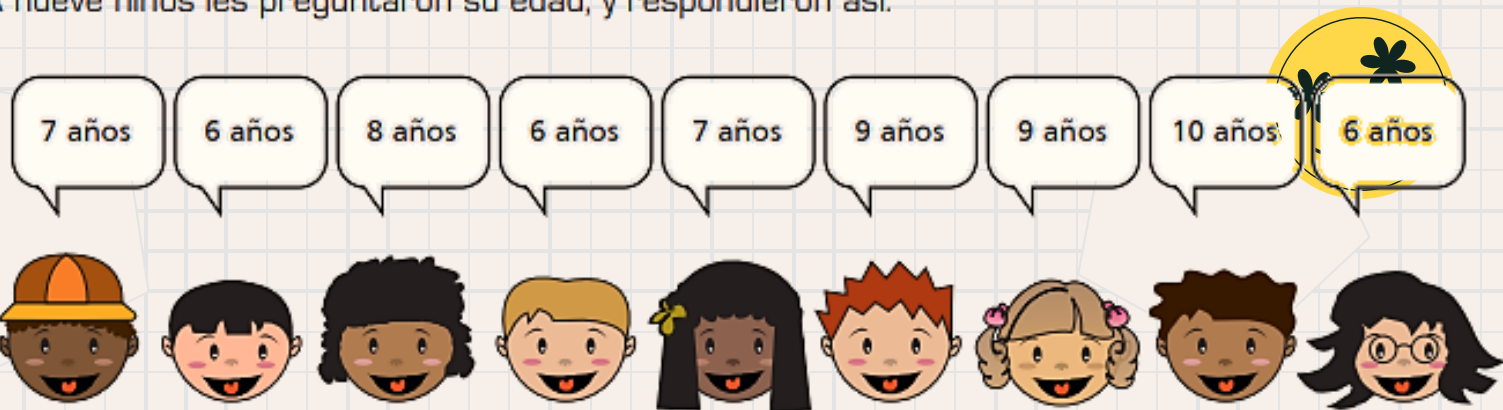 A nueve niños les preguntaron su edad, y respondieron así:
7 años
6 años
8 años
6 años
7 años
9 años
9 años
10 años
6 años